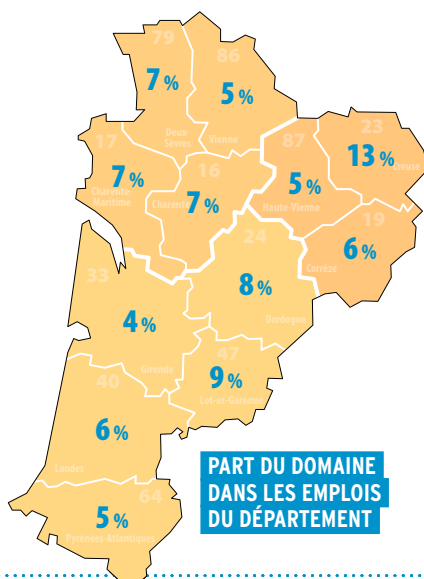 79
7 %
Deux-
Sèvres
86
5 %
Vienne
17
7 %
Charente
Maritime
16
7 %
Charente
87
5 %
Haute-Vienne
23
13 %
Creuse
19
6 %
Corrèze
24
8 %
Dordogne
33
4 %
Gironde
47
9 %
Lot-et-Garonne
40
6 %
Landes
64
5 %
Pyrénées-Atlantiques
PART DU DOMAINE
DANS LES EMPLOIS
DU DÉPARTEMENT